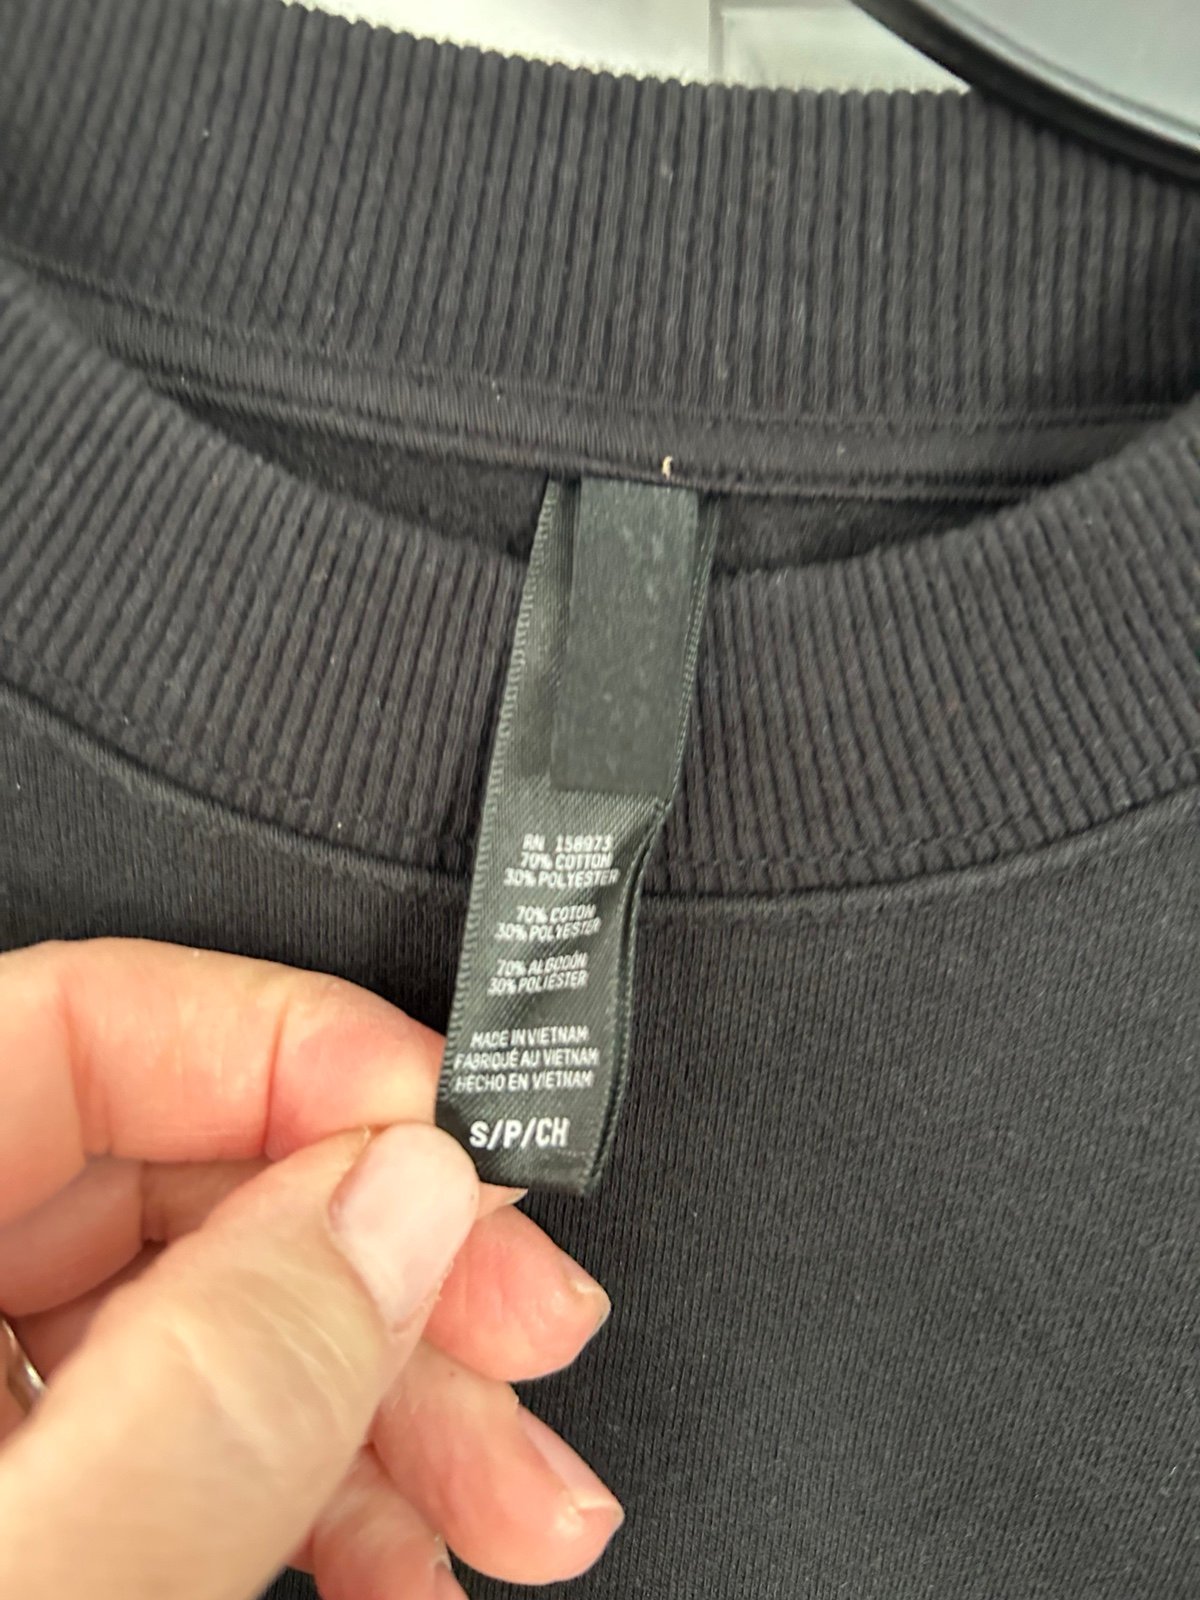 RN 158973
70% COTTON
30% POLYESTER
70% COTON
30% POLYESTER
70% ALGODÓN
30% POLIÉSTER
MADE IN VIETNAM
FABRIQUÉ AU VIETNAM
HECHO EN VIETNAM
S/P/CH